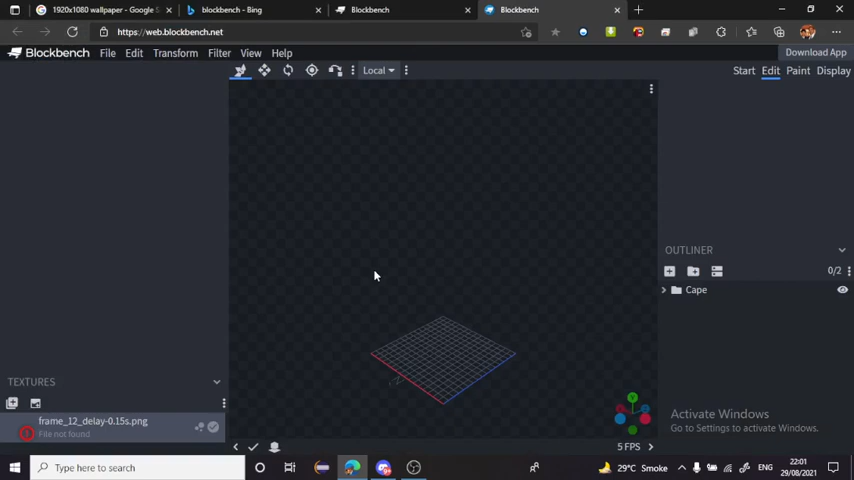 1920x1080 wallpaper - Google S
blockbench - Bing
Blockbench
Blockbench
https://web.blockbench.net
Blockbench File Edit Transform Filter View Help
Download App
Local
Start Edit Paint Display
OUTLINER
0/2
Cape
TEXTURES
frame_12_delay-0.15s.png
File not found
Activate Windows
Go to Settings to activate Windows.
5 FPS
Type here to search
29°C Smoke
ENG
22:01
29/08/2021